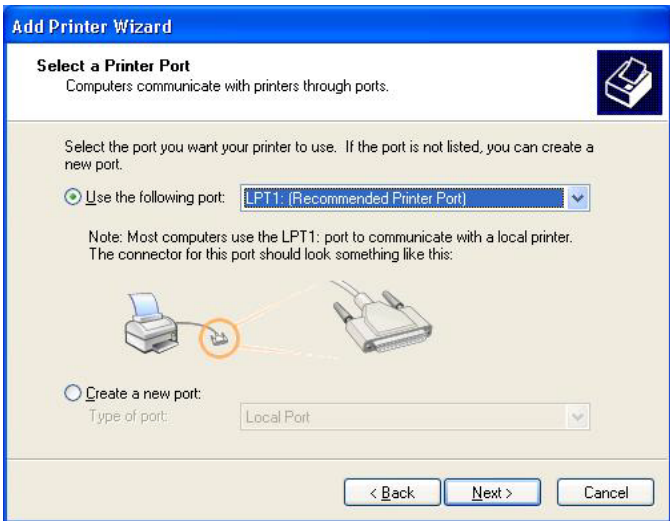 Add Printer Wizard
Select a Printer Port
Computers communicate with printers through ports.
Select the port you want your printer to use.  If the port is not listed, you can create a
new port.
Use the following port: LPT1: (Recommended Printer Port)
Note: Most computers use the LPT1: port to communicate with a local printer.
The connector for this port should look something like this:
Create a new port:
Type of port: Local Port
< Back Next > Cancel